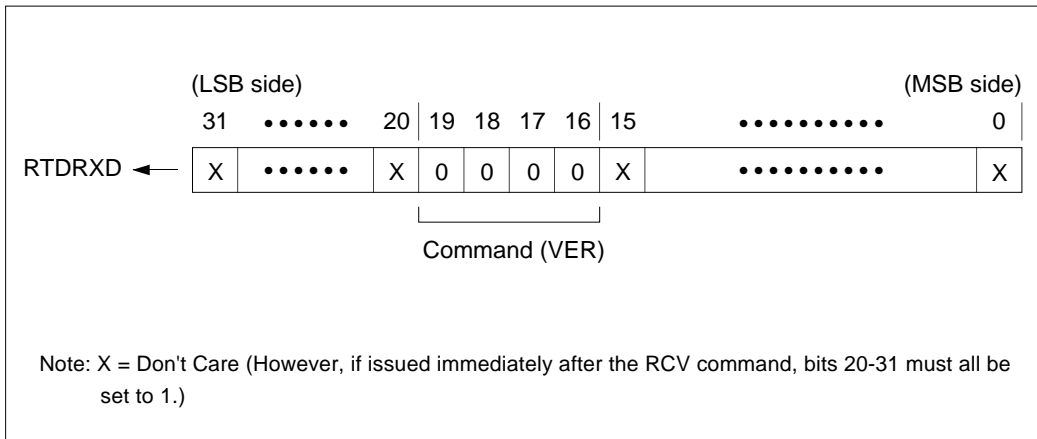 (LSB side) (MSB side)
31 •••••• 20 19 18 17 16 15 •••••••••• 0
RTDRXD X •••••• X 0 0 0 0 X •••••••••• X
Command (VER)
Note: X = Don't Care (However, if issued immediately after the RCV command, bits 20-31 must all be
set to 1.)